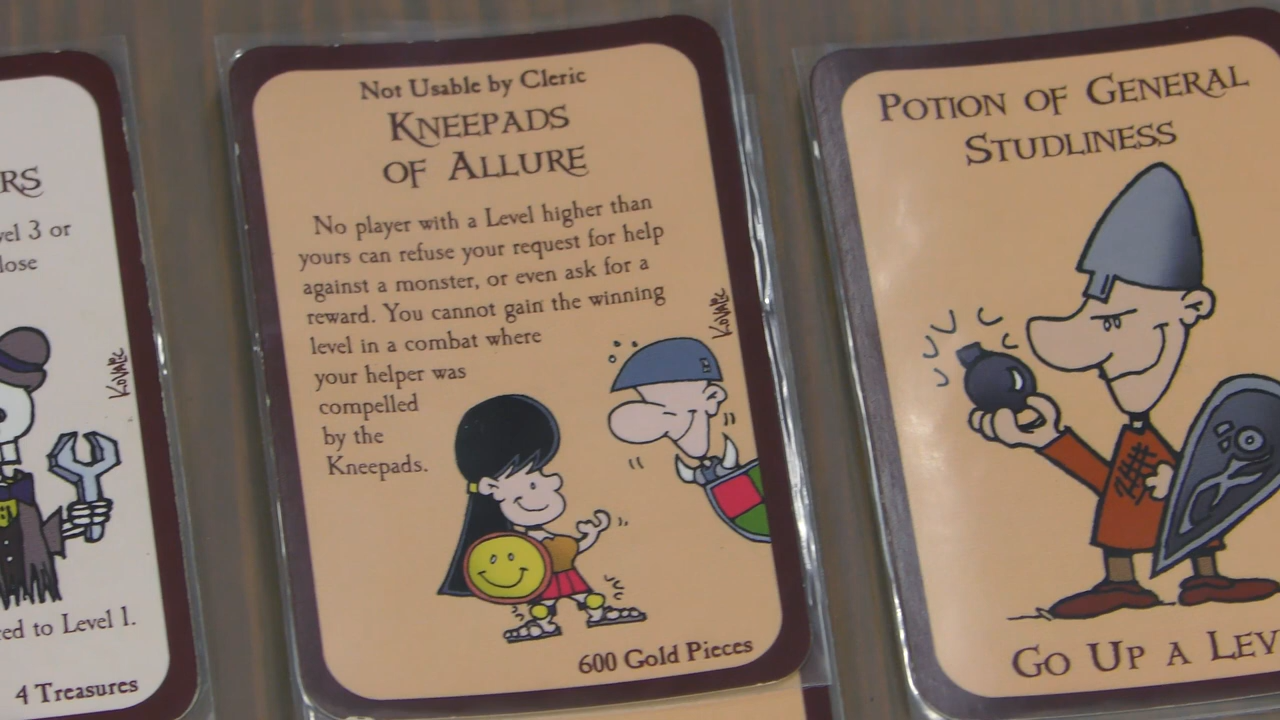 RS
vel 3 or
lose
KOVALIC
ed to Level 1.
4 Treasures
Not Usable by Cleric
KNEEPADS
OF ALLURE
No player with a Level higher than
yours can refuse your request for help
against a monster, or even ask for a
reward. You cannot gain the winning
level in a combat where
your helper was
compelled
by the
Kneepads.
KOVALIC
600 Gold Pieces
POTION OF GENERAL
STUDLINESS
GO UP A LEV